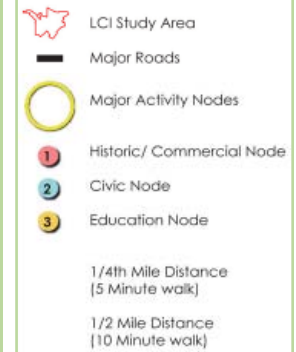 LCI Study Area
Major Roads
Major Activity Nodes
1 Historic/ Commercial Node
2 Civic Node
3 Education Node
1/4th Mile Distance
(5 Minute walk)
1/2 Mile Distance
(10 Minute walk)